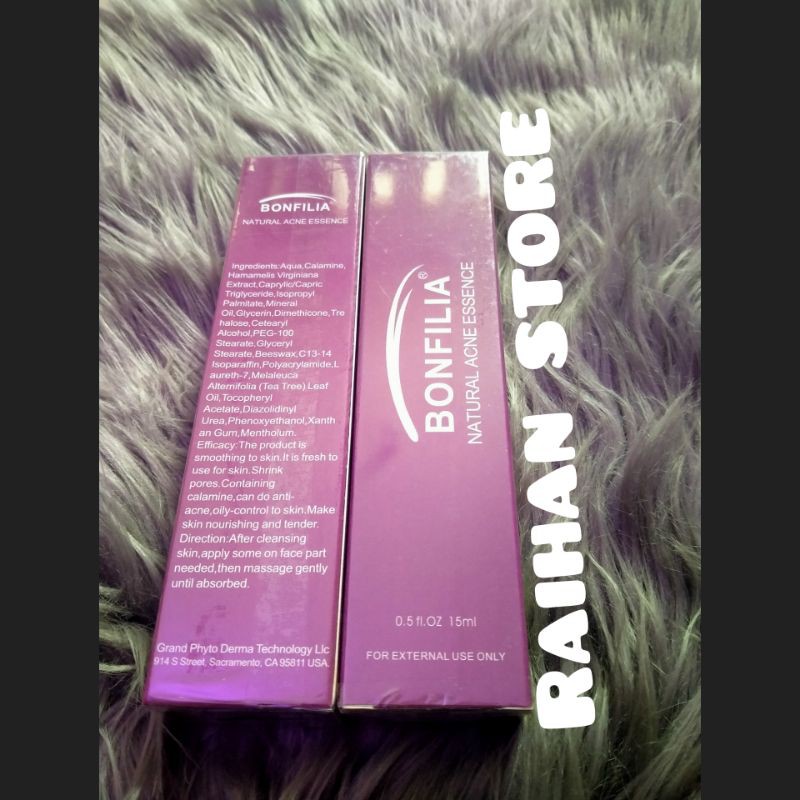 BONFILIA®
NATURAL ACNE ESSENCE
Ingredients:Aqua,Calamine,
Hamamelis Virginiana
Extract,Caprylic/Capric
Triglyceride,Isopropyl
Palmitate,Mineral
Oil,Glycerin,Dimethicone,Tre
halose,Cetearyl
Alcohol,PEG-100
Stearate,Glyceryl
Stearate,Beeswax,C13-14
Isoparaffin,Polyacrylamide,L
aureth-7,Melaleuca
Alternifolia (Tea Tree) Leaf
Oil,Tocopheryl
Acetate,Diazolidinyl
Urea,Phenoxyethanol,Xanth
an Gum,Mentholum.
Efficacy:The product is
smoothing to skin.It is fresh to
use for skin.Shrink
pores.Containing
calamine,can do anti-
acne,oily-control to skin.Make
skin nourishing and tender.
Direction:After cleansing
skin,apply some on face part
needed,then massage gently
until absorbed.
Grand Phyto Derma Technology Llc
914 S Street, Sacramento, CA 95811 USA.
BONFILIA®
NATURAL ACNE ESSENCE
0.5 fl.OZ 15ml
FOR EXTERNAL USE ONLY
RAIHAN STORE